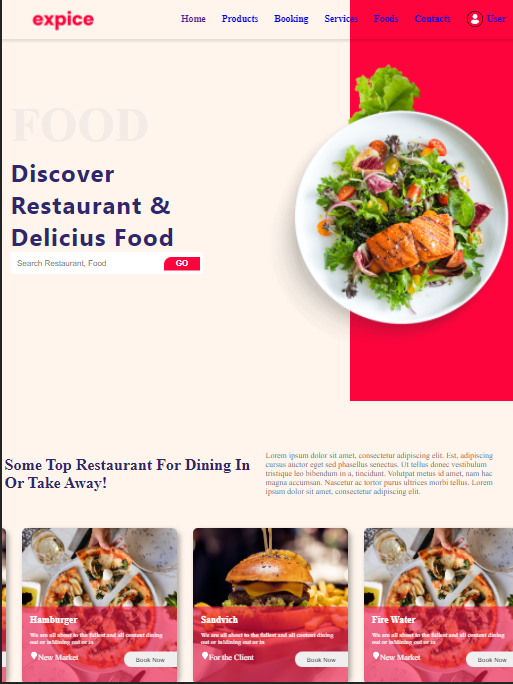 expice
Home Products Booking Services Foods Contacts User
FOOD
Discover
Restaurant &
Delicius Food
Search Restaurant, Food GO
Some Top Restaurant For Dining In
Or Take Away!
Lorem ipsum dolor sit amet, consectetur adipiscing elit. Est, adipiscing
cursus auctor eget sed phasellus senectus. Ut tellus donec vestibulum
tristique leo bibendum in a, tincidunt. Volutpat metus id amet, nam hac
magna accumsan. Nascetur ac tortor purus ultrices morbi tellus. Lorem
ipsum dolor sit amet, consectetur adipiscing elit.
Hamburger
We are all about to the fullest and all content dining
out or in.ldining out or in
New Market Book Now
Sandvich
We are all about to the fullest and all content dining
out or in.ldining out or in
For the Client Book Now
Fire Water
We are all about to the fullest and all content dining
out or in.ldining out or in
New Market Book Now